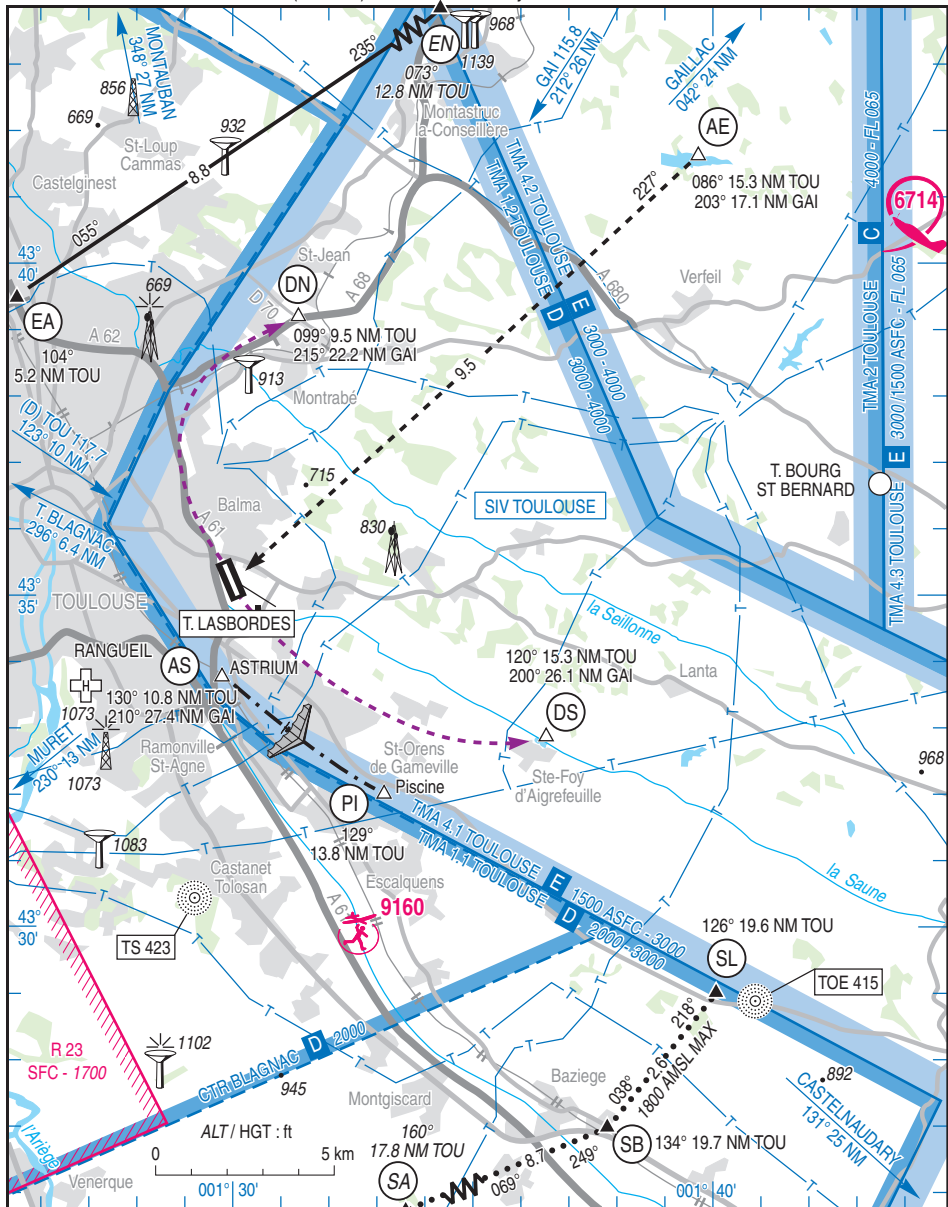 MONTAUBAN
348° 27 NM
235°
EN
968
1139
073°
12.8 NM TOU
GAI 115.8
212° 26 NM
GAILLAC
042° 24 NM
4000 - FL 065
856
669
932
St-Loup
Cammas
Montastruc
la-Conseillère
AE
086° 15.3 NM TOU
203° 17.1 NM GAI
6714
Castelginest
8.8
055°
227°
TMA 4.2 TOULOUSE
TMA 1.2 TOULOUSE
C
43°
40'
EA
104°
5.2 NM TOU
669
A 62
St-Jean
DN
D 70
A 68
099° 9.5 NM TOU
215° 22.2 NM GAI
A 680
Verfeil
D
E
3000 - 4000
3000 - 4000
TMA 2 TOULOUSE
3000/1500 ASFC - FL 065
913
Montrabé
9.5
(D) TOU 117.7
123° 10 NM
T. BLAGNAC
296° 6.4 NM
Balma
715
830
A 61
SIV TOULOUSE
T. BOURG
ST BERNARD
E
TMA 4.3 TOULOUSE
43°
35'
TOULOUSE
T. LASBORDES
la Seillonne
RANGUEIL
AS
ASTRIUM
130° 10.8 NM TOU
210° 27.4 NM GAI
120° 15.3 NM TOU
200° 26.1 NM GAI
DS
Lanta
1073
MURET
230° 13 NM
1073
Ramonville
St-Agne
St-Orens
de Gameville
Piscine
Ste-Foy
d'Aigrefeuille
968
PI
129°
13.8 NM TOU
TMA 4.1 TOULOUSE
TMA 1.1 TOULOUSE
E
1500 ASFC - 3000
D
2000 - 3000
1083
Castanet
Tolosan
Escalquens
A 61
9160
la Saune
43°
30'
TS 423
126° 19.6 NM TOU
SL
TOE 415
R 23
SFC - 1700
1102
CTR BLAGNAC
D
2000
945
218°
2.6
038°
1800 AMSL MAX
Baziege
892
CASTELNAUDARY
131° 25 NM
Montgiscard
l'Ariège
ALT / HGT : ft
0
5 km
160°
17.8 NM TOU
SA
069°
8.7
249°
SB
134° 19.7 NM TOU
Venerque
001° 30'
001° 40'
T